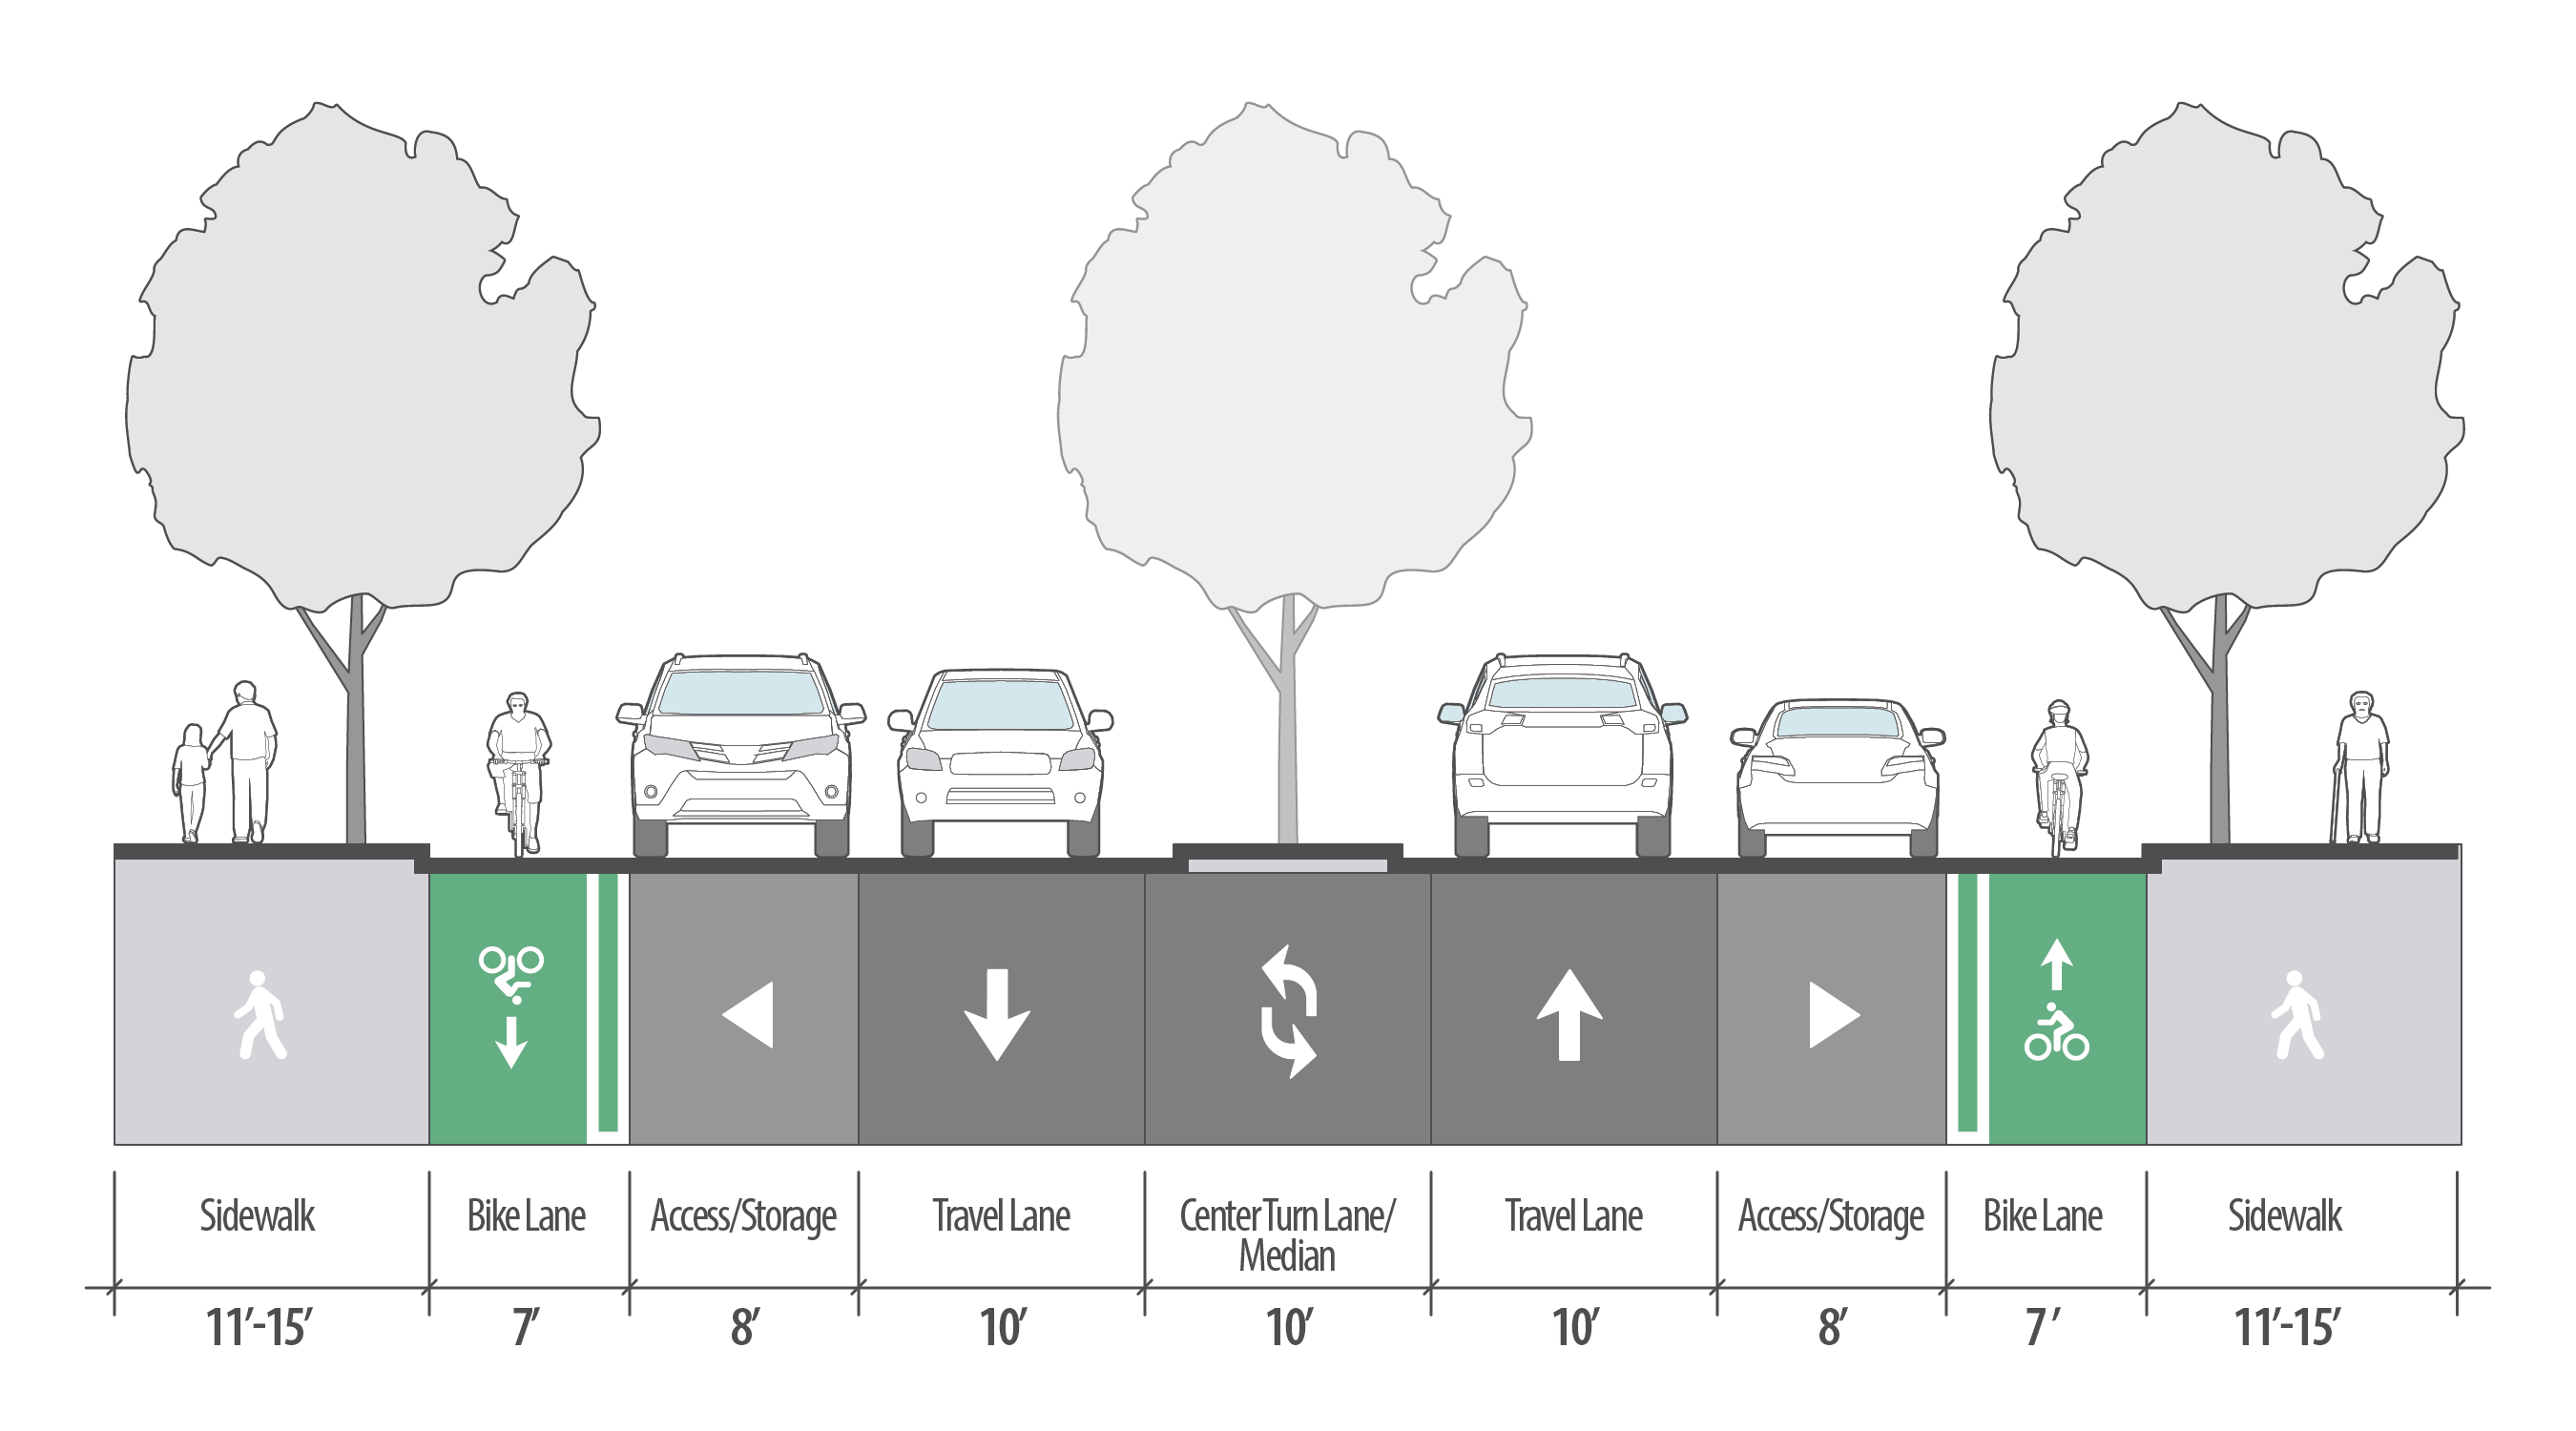 Sidewalk
Bike Lane
Access/Storage
Travel Lane
Center Turn Lane/
Median
Travel Lane
Access/Storage
Bike Lane
Sidewalk
11’-15’
7’
8’
10’
10’
10’
8’
7 ’
11’-15’